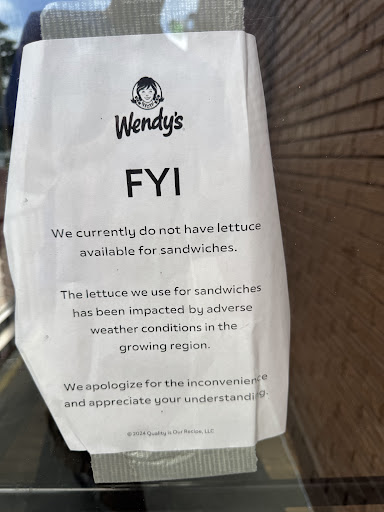 Wendy's
FYI
We currently do not have lettuce
available for sandwiches.
The lettuce we use for sandwiches
has been impacted by adverse
weather conditions in the
growing region.
We apologize for the inconvenience
and appreciate your understanding.
© 2024 Quality is Our Recipe, LLC